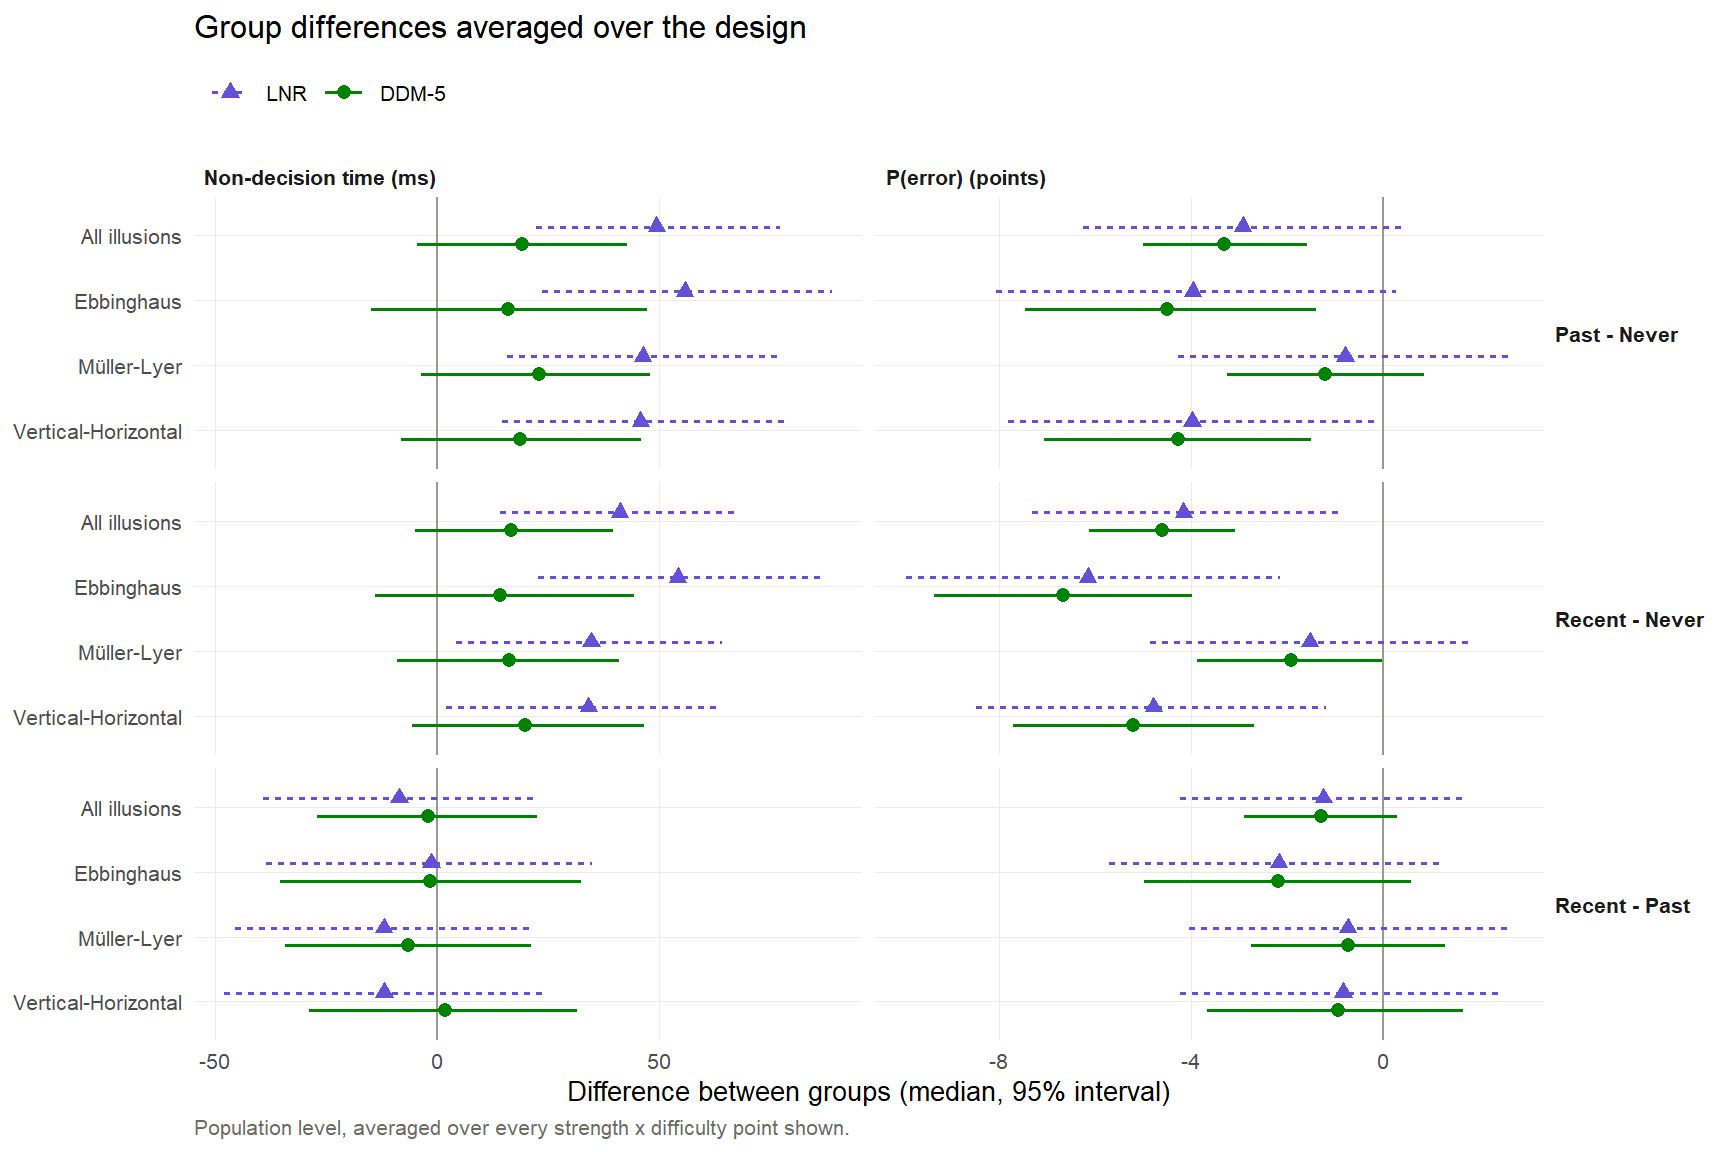 Group differences averaged over the design
LNR DDM-5
Non-decision time (ms) P(error) (points)
All illusions
Ebbinghaus
Müller-Lyer
Vertical-Horizontal
Past - Never
All illusions
Ebbinghaus
Müller-Lyer
Vertical-Horizontal
Recent - Never
All illusions
Ebbinghaus
Müller-Lyer
Vertical-Horizontal
Recent - Past
-50 0 50 -8 -4 0
Difference between groups (median, 95% interval)
Population level, averaged over every strength x difficulty point shown.